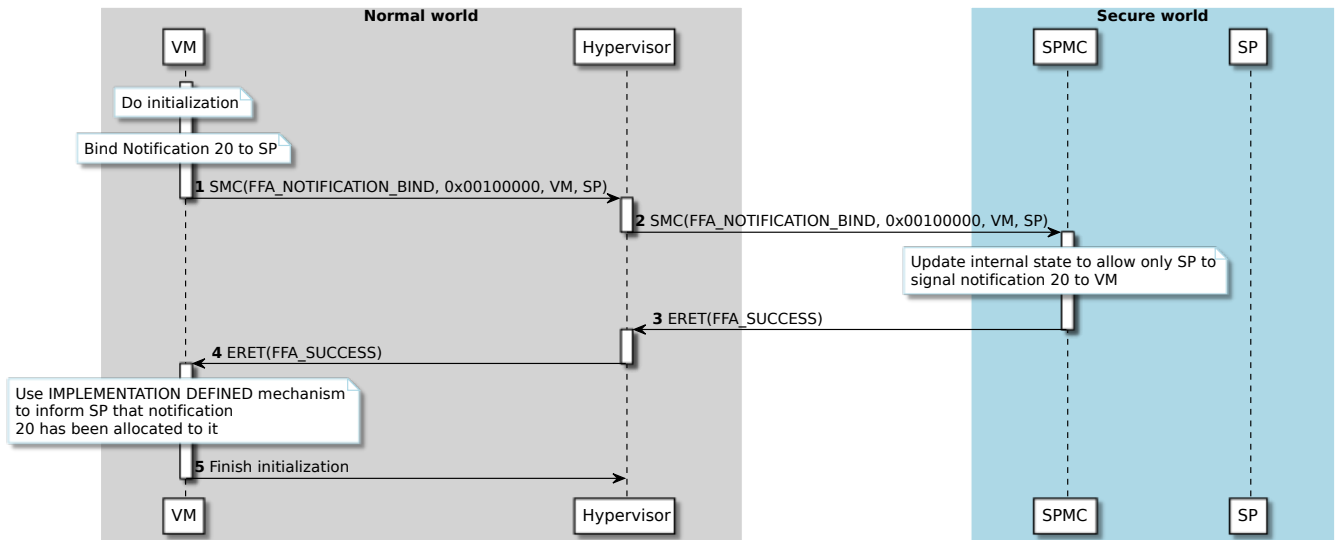 Normal world
Secure world
VM
Hypervisor
SPMC
SP
Do initialization
Bind Notification 20 to SP
1 SMC(FFA_NOTIFICATION_BIND, 0x00100000, VM, SP)
2 SMC(FFA_NOTIFICATION_BIND, 0x00100000, VM, SP)
Update internal state to allow only SP to
signal notification 20 to VM
3 ERET(FFA_SUCCESS)
4 ERET(FFA_SUCCESS)
Use IMPLEMENTATION DEFINED mechanism
to inform SP that notification
20 has been allocated to it
5 Finish initialization
VM
Hypervisor
SPMC
SP